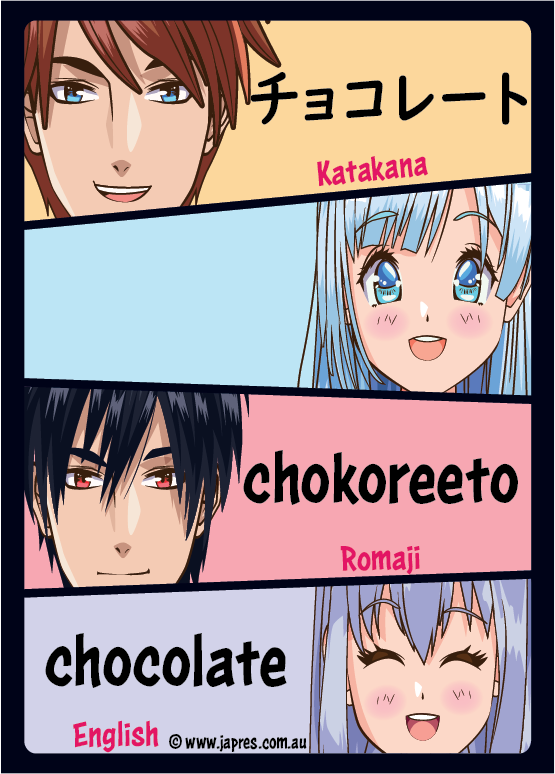 チョコレート
Katakana
chokoreeto
Romaji
chocolate
English © www.japres.com.au